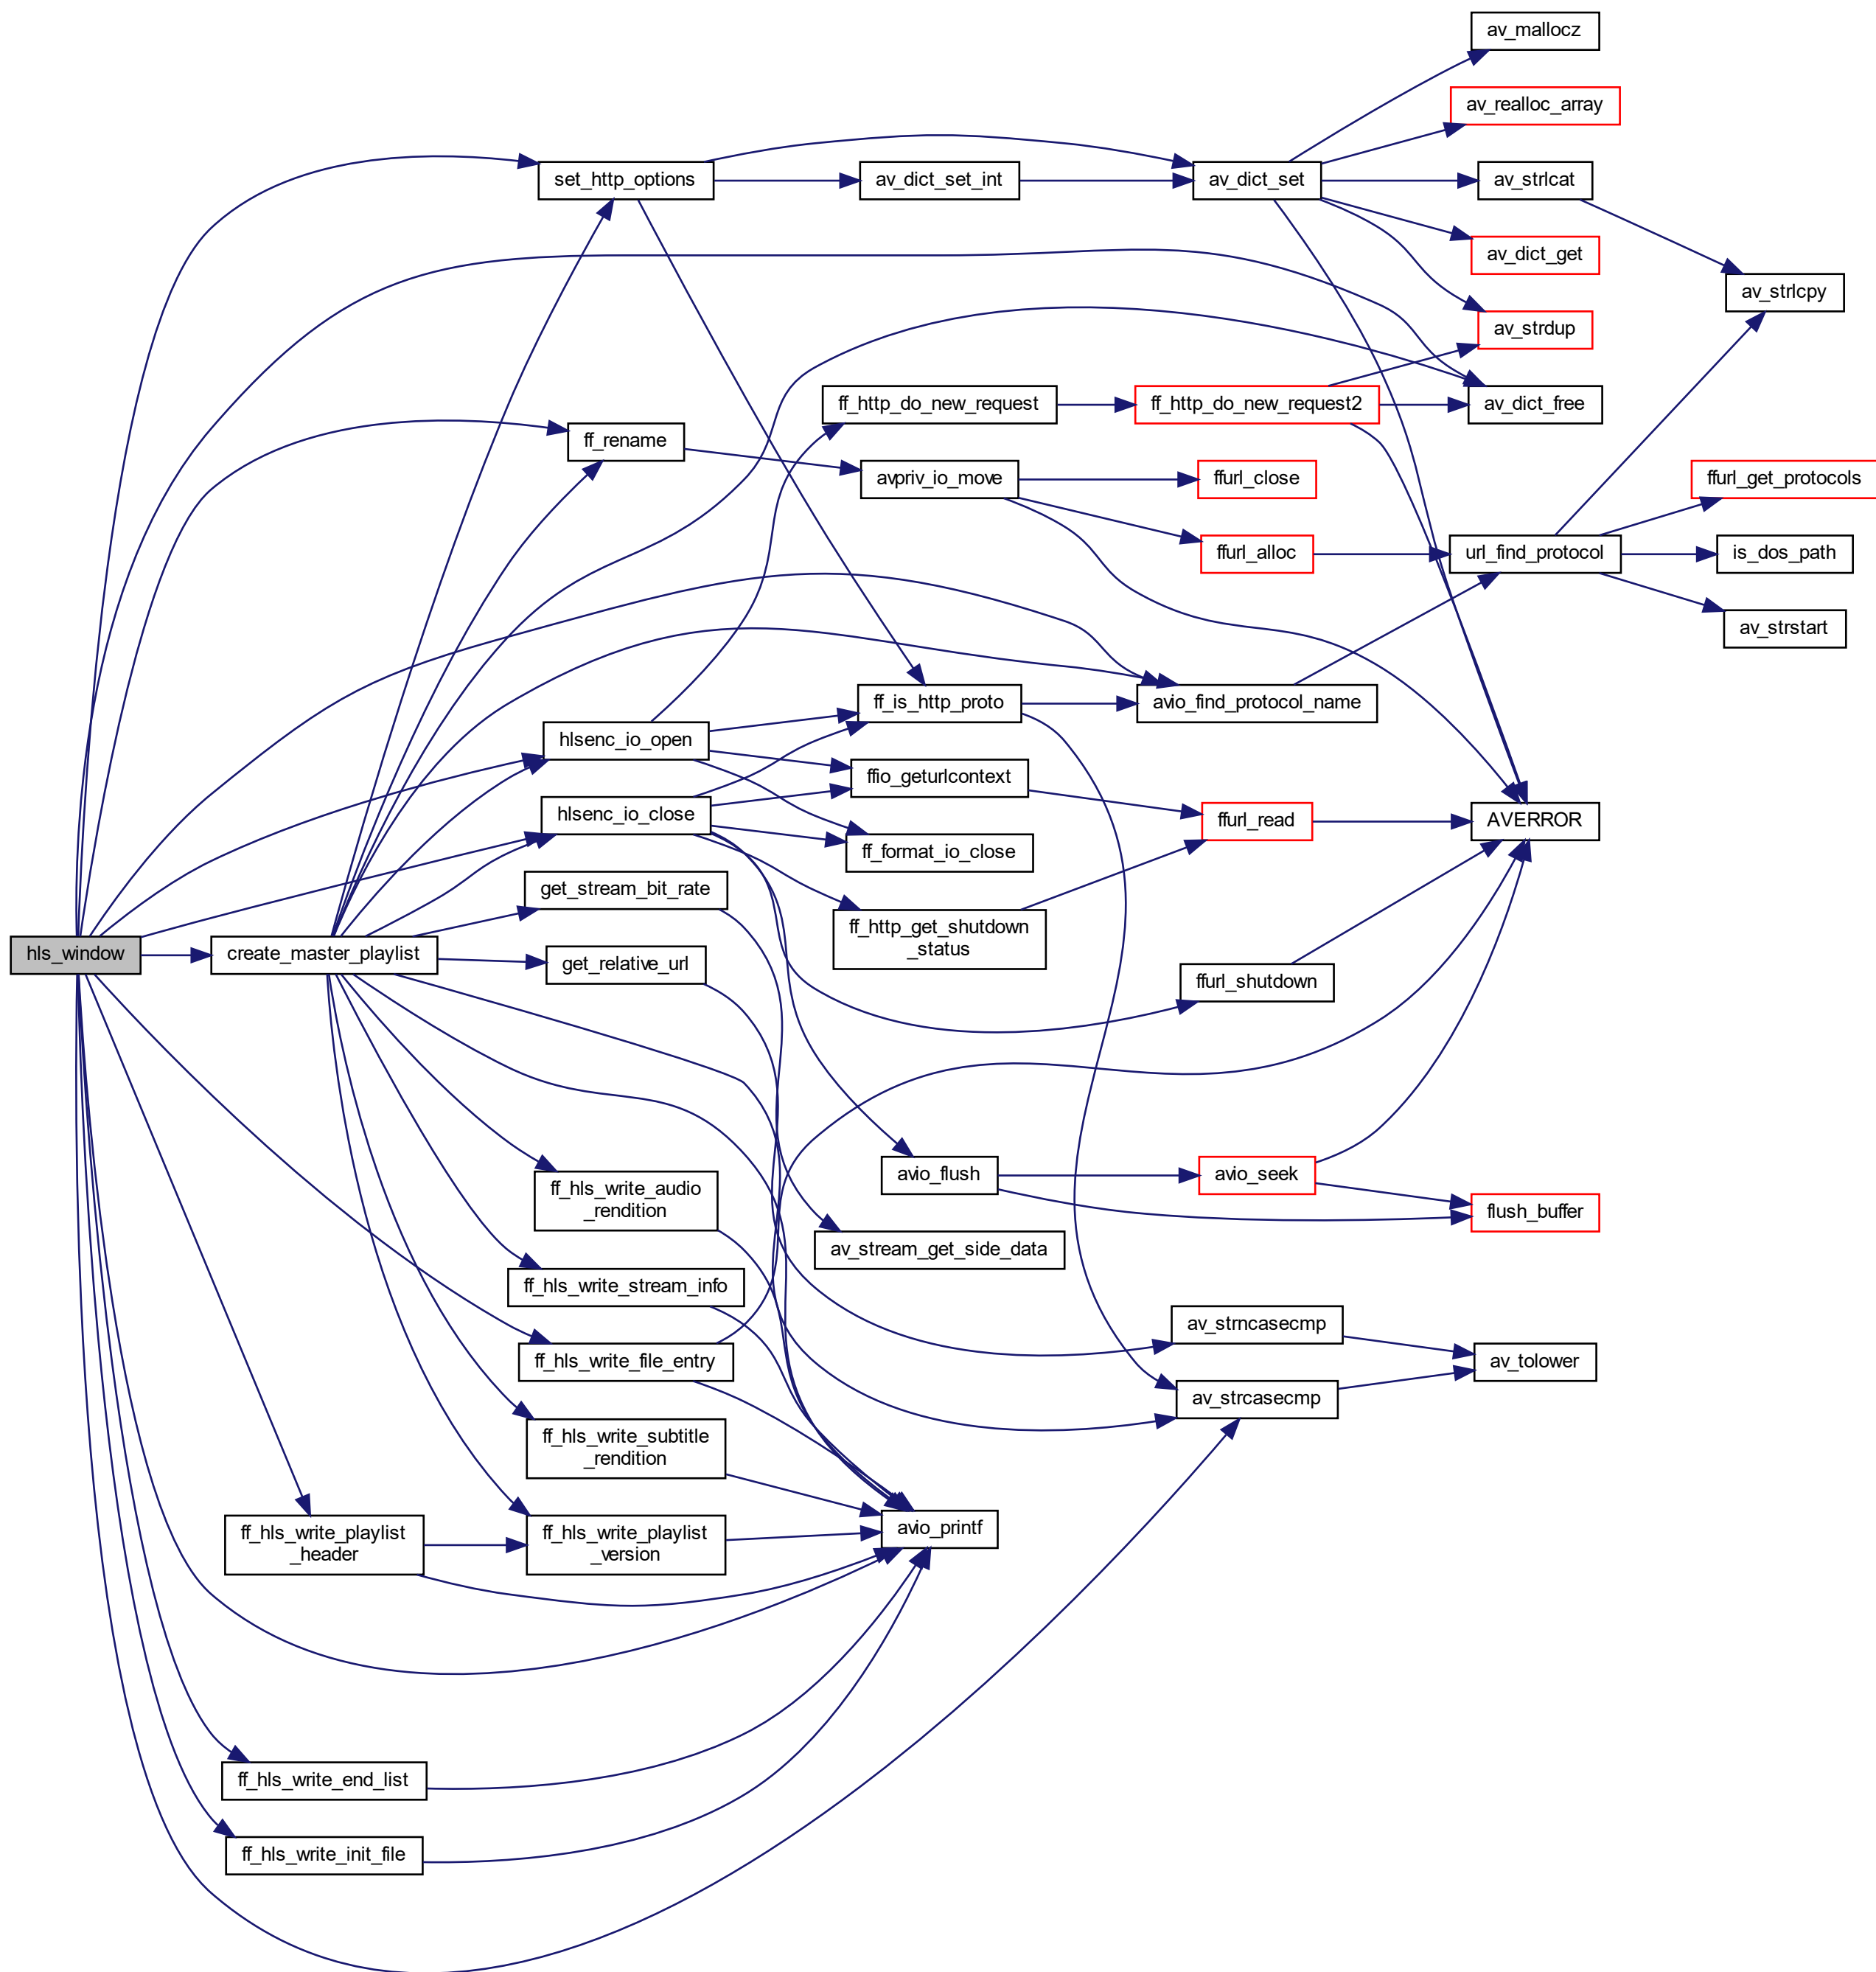 av_mallocz
av_realloc_array
set_http_options
av_dict_set_int
av_dict_set
av_strlcat
av_dict_get
av_strlcpy
av_strdup
ff_http_do_new_request
ff_http_do_new_request2
av_dict_free
ff_rename
avpriv_io_move
ffurl_close
ffurl_get_protocols
ffurl_alloc
url_find_protocol
is_dos_path
av_strstart
ff_is_http_proto
avio_find_protocol_name
hlsenc_io_open
ffio_geturlcontext
hlsenc_io_close
ffurl_read
AVERROR
ff_format_io_close
get_stream_bit_rate
ff_http_get_shutdown
_status
hls_window
create_master_playlist
get_relative_url
ffurl_shutdown
avio_flush
avio_seek
ff_hls_write_audio
_rendition
flush_buffer
av_stream_get_side_data
ff_hls_write_stream_info
av_strncasecmp
ff_hls_write_file_entry
av_tolower
av_strcasecmp
ff_hls_write_subtitle
_rendition
avio_printf
ff_hls_write_playlist
_header
ff_hls_write_playlist
_version
ff_hls_write_end_list
ff_hls_write_init_file